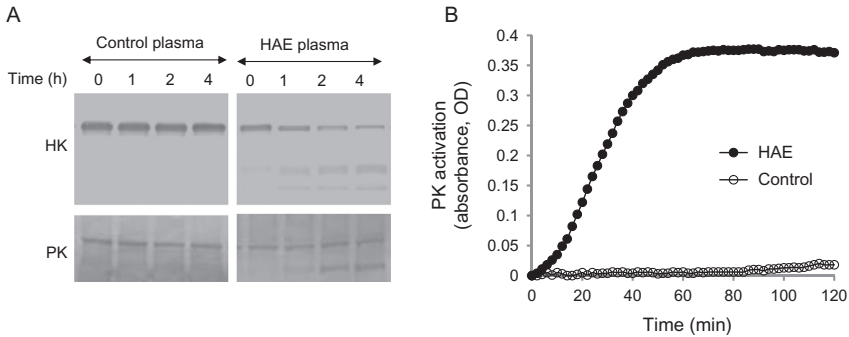 A
Control plasma
HAE plasma
Time (h)
0 1 2 4
0 1 2 4
HK
PK
B
PK activation
(absorbance, OD)
0.4
0.35
0.3
0.25
0.2
0.15
0.1
0.05
0
HAE
Control
0 20 40 60 80 100 120
Time (min)